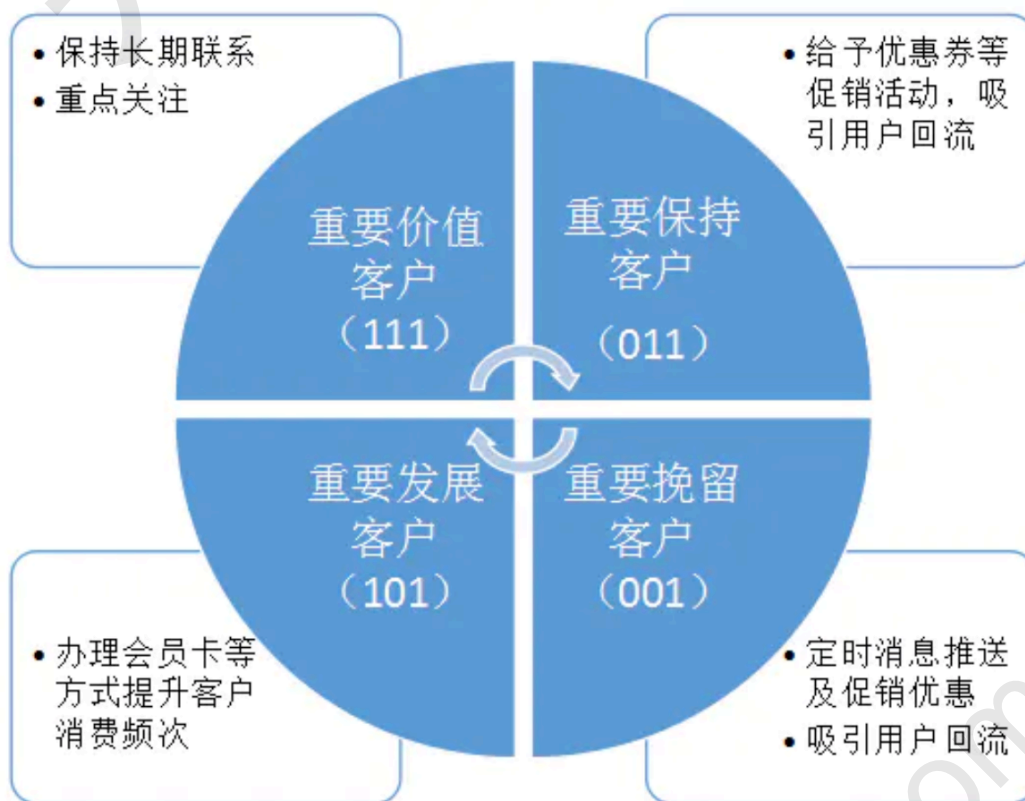 • 保持长期联系
• 重点关注
• 给予优惠券等
促销活动，吸
引用户回流
重要价值
客户
（111）
重要保持
客户
（011）
重要发展
客户
（101）
重要挽留
客户
（001）
• 办理会员卡等
方式提升客户
消费频次
• 定时消息推送
及促销优惠
• 吸引用户回流